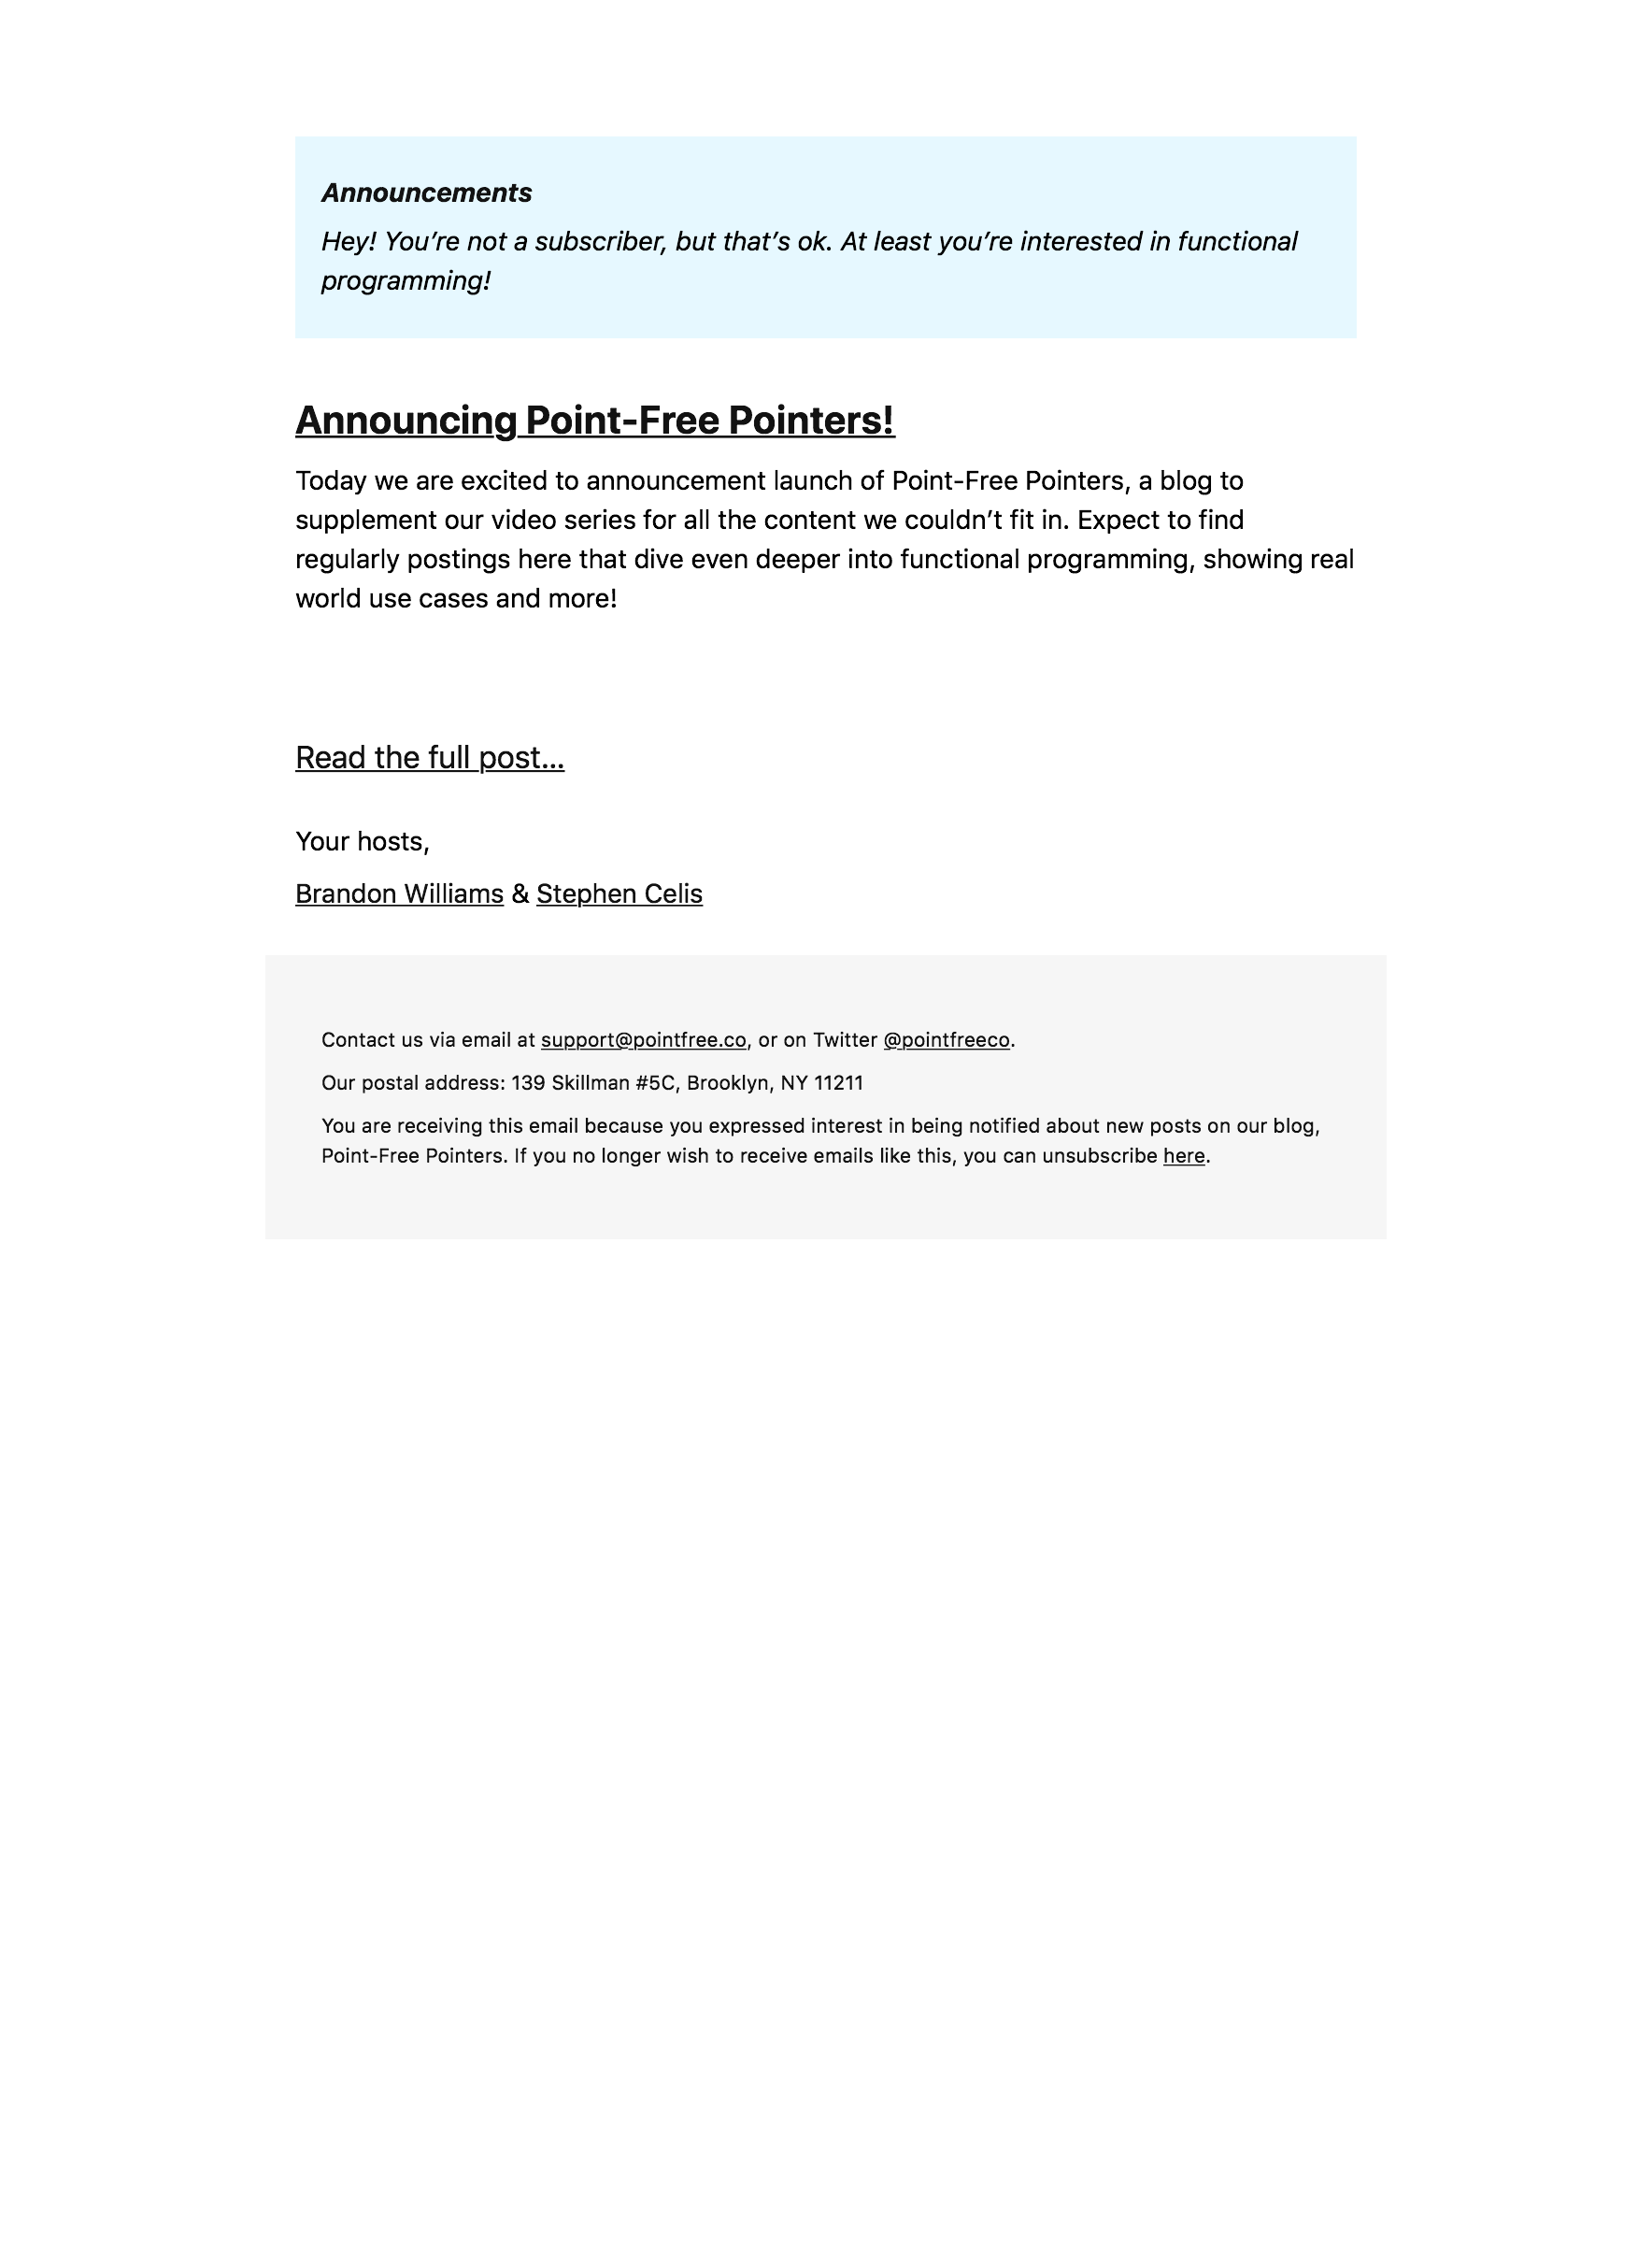 Announcements
Hey! You’re not a subscriber, but that’s ok. At least you’re interested in functional
programming!
Announcing Point-Free Pointers!
Today we are excited to announcement launch of Point-Free Pointers, a blog to
supplement our video series for all the content we couldn’t fit in. Expect to find
regularly postings here that dive even deeper into functional programming, showing real
world use cases and more!
Read the full post…
Your hosts,
Brandon Williams & Stephen Celis
Contact us via email at support@pointfree.co, or on Twitter @pointfreeco.
Our postal address: 139 Skillman #5C, Brooklyn, NY 11211
You are receiving this email because you expressed interest in being notified about new posts on our blog,
Point-Free Pointers. If you no longer wish to receive emails like this, you can unsubscribe here.